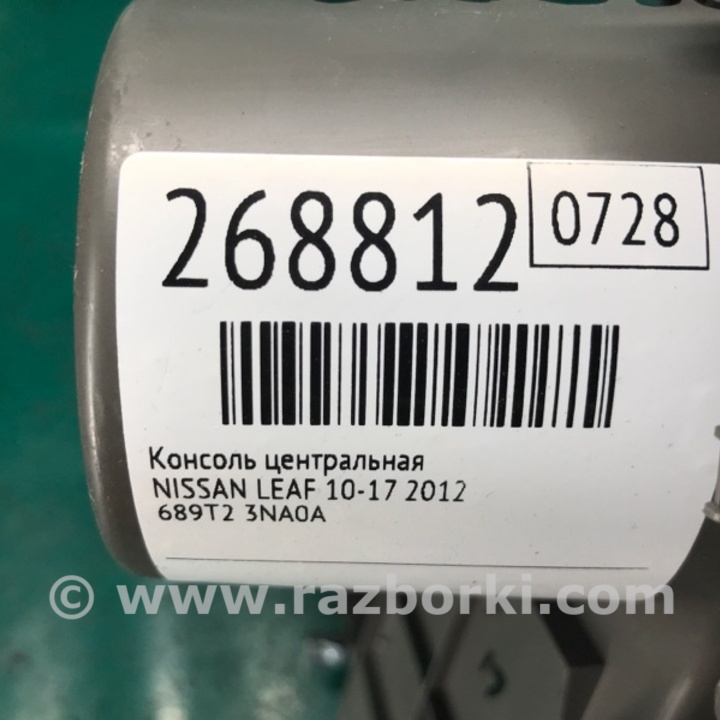 268812
0728
Консоль центральная
NISSAN LEAF 10-17 2012
689T2 3NA0A
© www.razborki.com